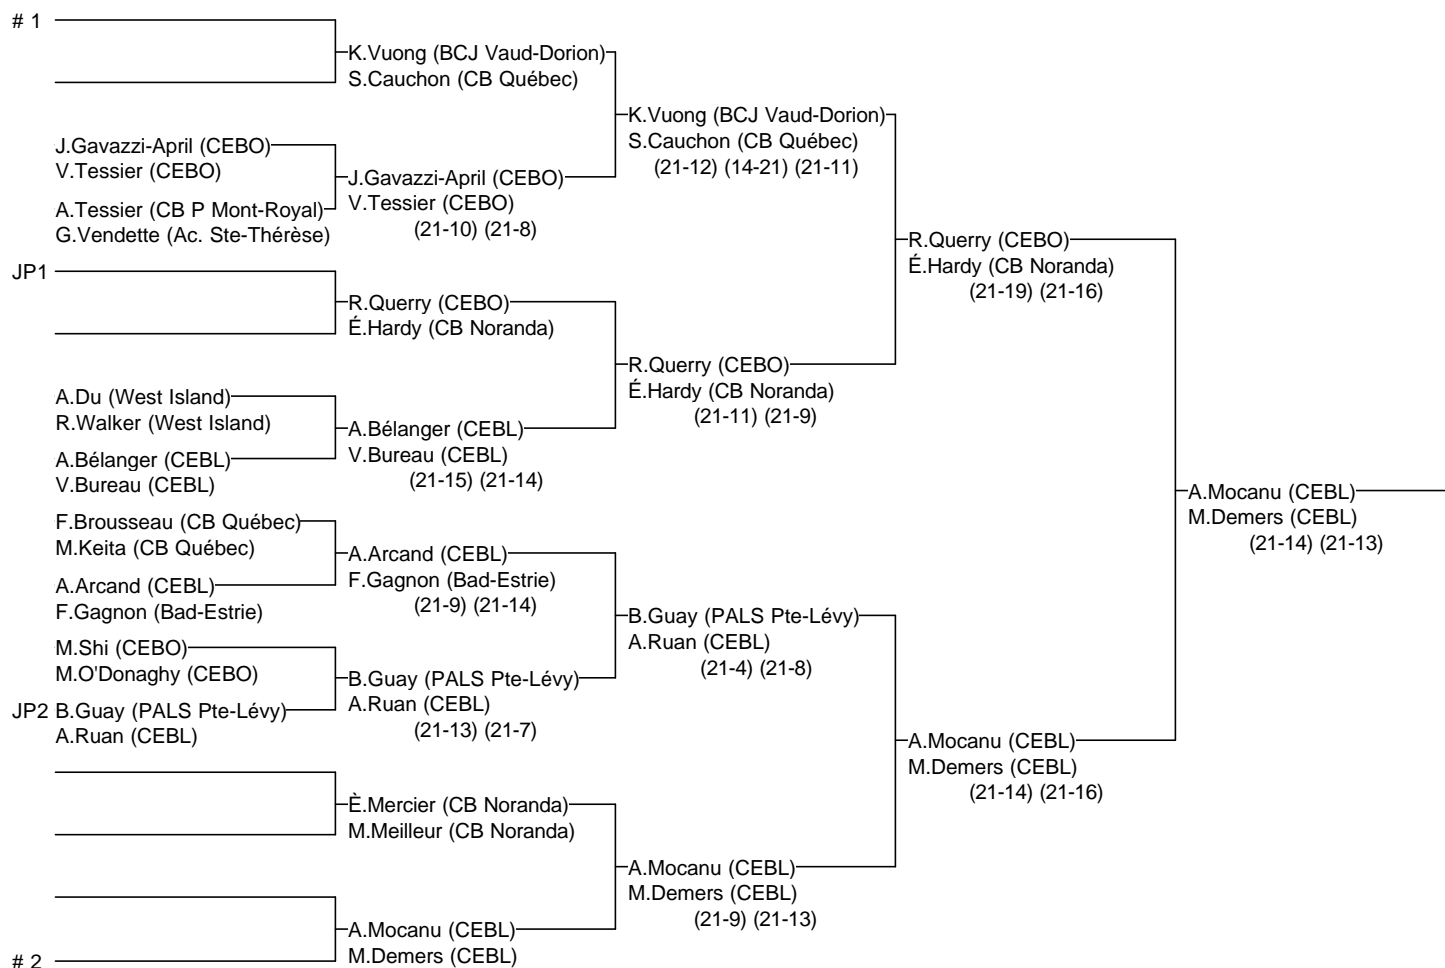 # 1
K.Vuong (BCJ Vaud-Dorion)
S.Cauchon (CB Québec)
K.Vuong (BCJ Vaud-Dorion)
S.Cauchon (CB Québec)
(21-12) (14-21) (21-11)
J.Gavazzi-April (CEBO)
V.Tessier (CEBO)
J.Gavazzi-April (CEBO)
V.Tessier (CEBO)
(21-10) (21-8)
A.Tessier (CB P Mont-Royal)
G.Vendette (Ac. Ste-Thérèse)
R.Querry (CEBO)
É.Hardy (CB Noranda)
(21-19) (21-16)
JP1
R.Querry (CEBO)
É.Hardy (CB Noranda)
R.Querry (CEBO)
É.Hardy (CB Noranda)
(21-11) (21-9)
A.Du (West Island)
R.Walker (West Island)
A.Bélanger (CEBL)
V.Bureau (CEBL)
(21-15) (21-14)
A.Bélanger (CEBL)
V.Bureau (CEBL)
A.Mocanu (CEBL)
M.Demers (CEBL)
(21-14) (21-13)
F.Brousseau (CB Québec)
M.Keita (CB Québec)
A.Arcand (CEBL)
F.Gagnon (Bad-Estrie)
(21-9) (21-14)
A.Arcand (CEBL)
F.Gagnon (Bad-Estrie)
B.Guay (PALS Pte-Lévy)
A.Ruan (CEBL)
(21-4) (21-8)
M.Shi (CEBO)
M.O'Donaghy (CEBO)
B.Guay (PALS Pte-Lévy)
A.Ruan (CEBL)
(21-13) (21-7)
JP2 B.Guay (PALS Pte-Lévy)
A.Ruan (CEBL)
A.Mocanu (CEBL)
M.Demers (CEBL)
(21-14) (21-16)
È.Mercier (CB Noranda)
M.Meilleur (CB Noranda)
A.Mocanu (CEBL)
M.Demers (CEBL)
(21-9) (21-13)
A.Mocanu (CEBL)
M.Demers (CEBL)
# 2